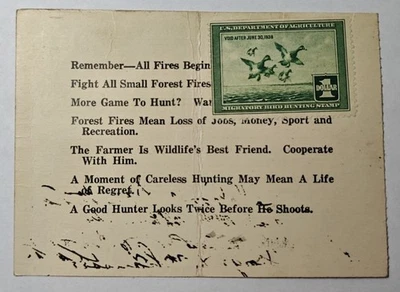 U.S. DEPARTMENT OF AGRICULTURE
VOID AFTER JUNE 30, 1938
1
DOLLAR
MIGRATORY BIRD HUNTING STAMP
Remember—All Fires Begin
Fight All Small Forest Fires
More Game To Hunt? Wa
Forest Fires Mean Loss of Jobs, Money, Sport and
Recreation.
The Farmer Is Wildlife's Best Friend. Cooperate
With Him.
A Moment of Careless Hunting May Mean A Life
of Regret.
A Good Hunter Looks Twice Before He Shoots.